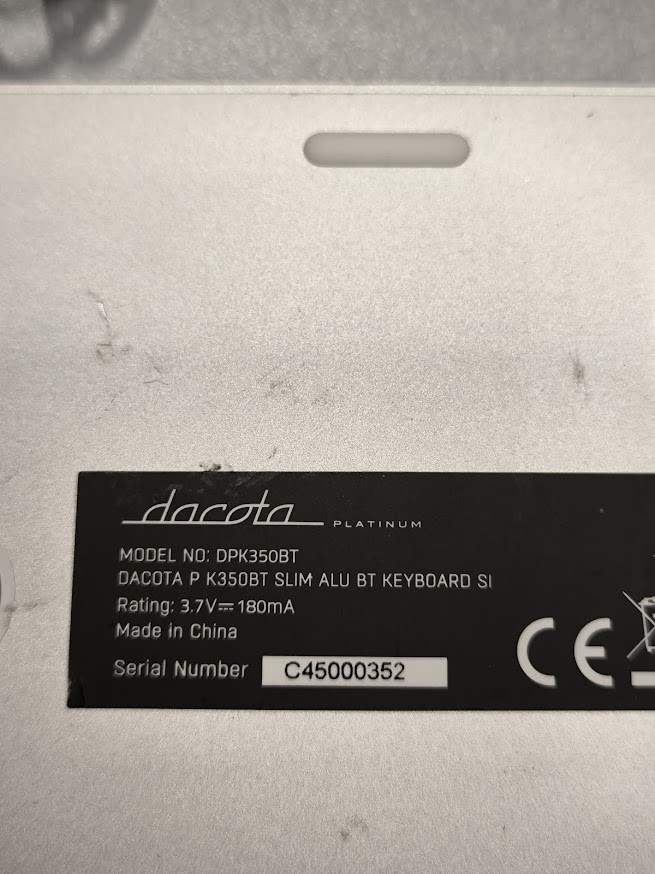 dacota PLATINUM
MODEL NO: DPK350BT
DACOTA P K350BT SLIM ALU BT KEYBOARD SI
Rating: 3.7V⎓180mA
Made in China
Serial Number C45000352
CE